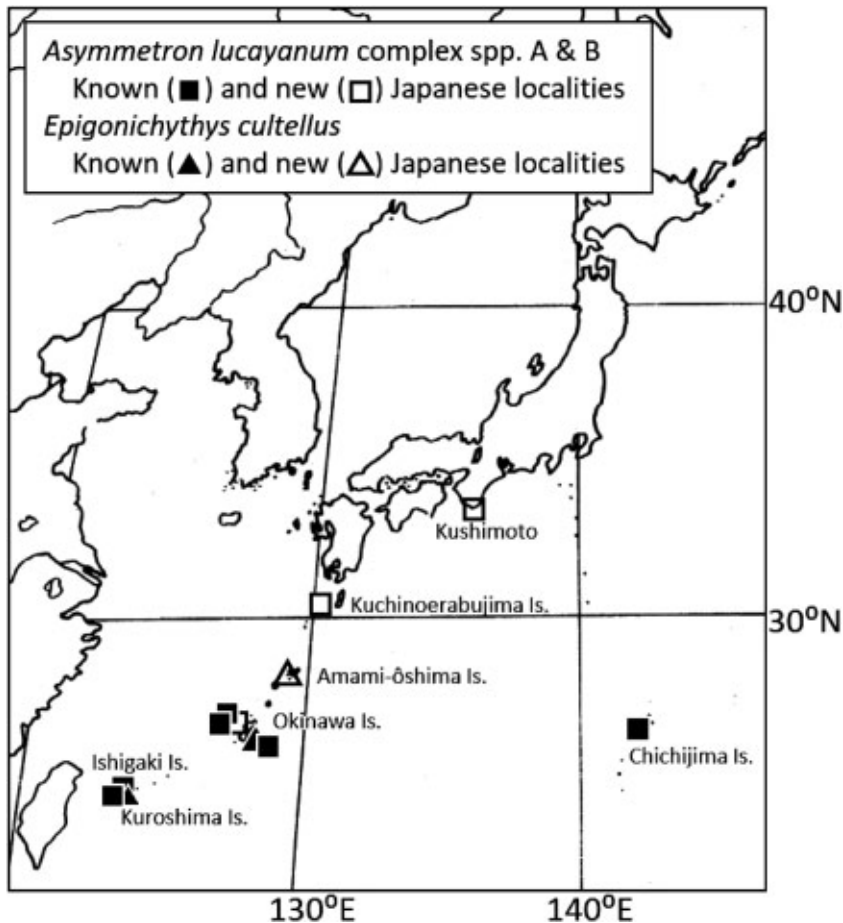 Asymmetron lucayanum complex spp. A & B
Known (■) and new (□) Japanese localities
Epigonichythys cultellus
Known (▲) and new (△) Japanese localities
40°N
Kushimoto
Kuchinoerabujima Is.
30°N
Amami-ôshima Is.
Okinawa Is.
Chichijima Is.
Ishigaki Is.
Kuroshima Is.
130°E
140°E